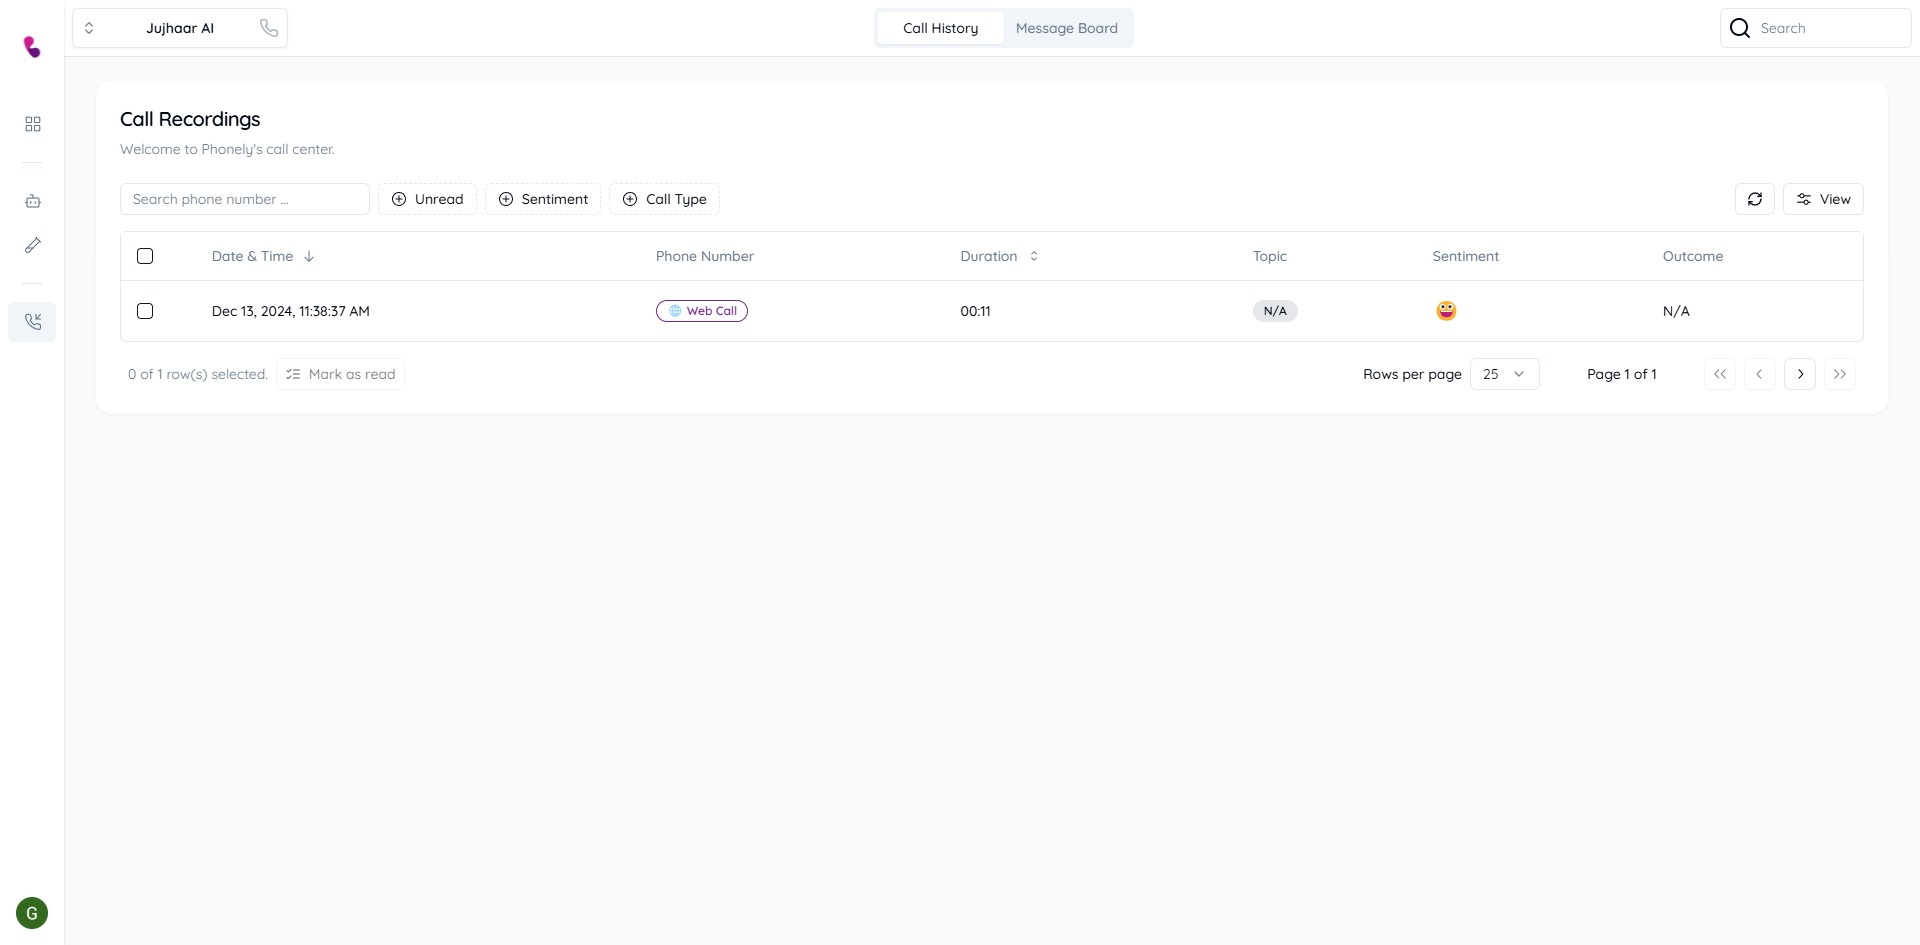 Jujhaar AI
Call History
Message Board
Search
Call Recordings
Welcome to Phonely's call center.
Search phone number ...
Unread
Sentiment
Call Type
View
Date & Time
Phone Number
Duration
Topic
Sentiment
Outcome
Dec 13, 2024, 11:38:37 AM
Web Call
00:11
N/A
N/A
0 of 1 row(s) selected.
Mark as read
Rows per page
25
Page 1 of 1
G